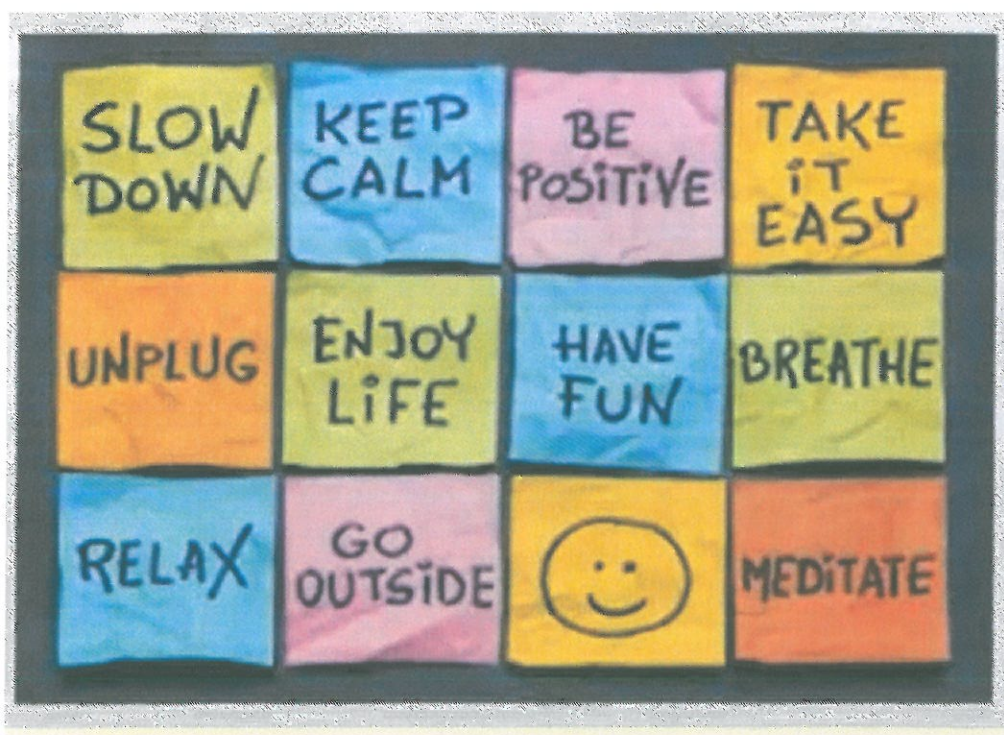 SLOW
DOWN
KEEP
CALM
BE
POSiTiVE
TAKE
iT
EASY
UNPLUG
ENJOY
LiFE
HAVE
FUN
BREATHE
RELAX
GO
OUTSiDE
MEDiTATE